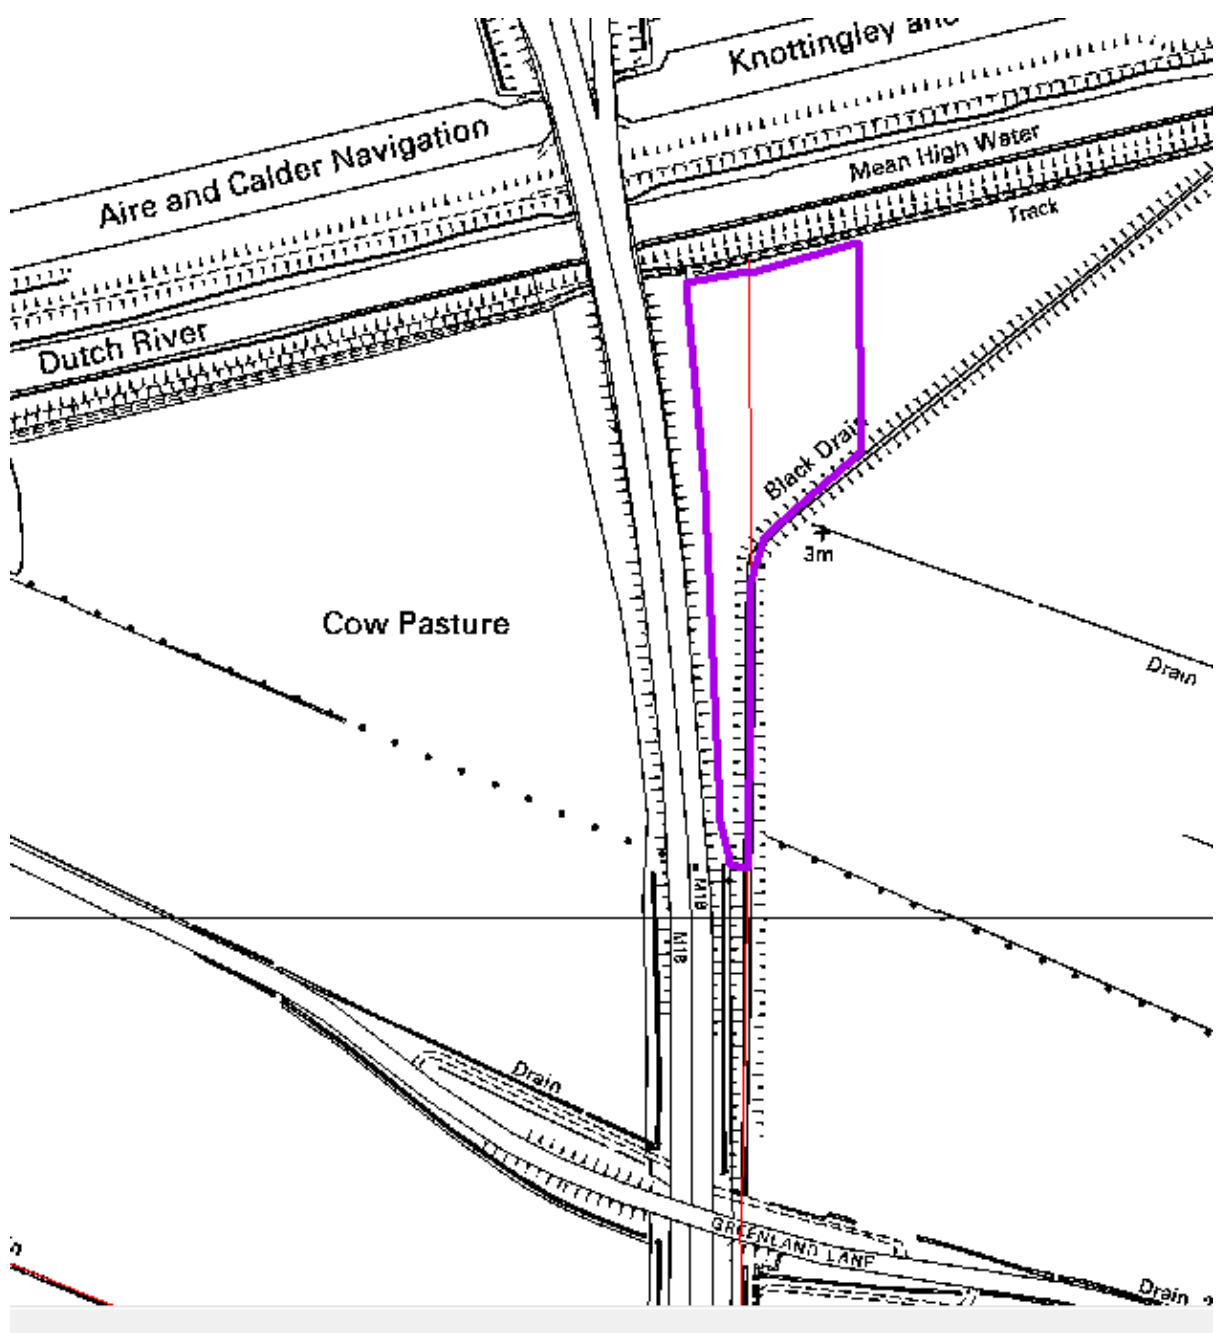 Knottingley and
Aire and Calder Navigation
Mean High Water
Track
Dutch River
Black Drain
3m
Cow Pasture
Drain
M18
M18
Drain
GREENLAND LANE
Drain